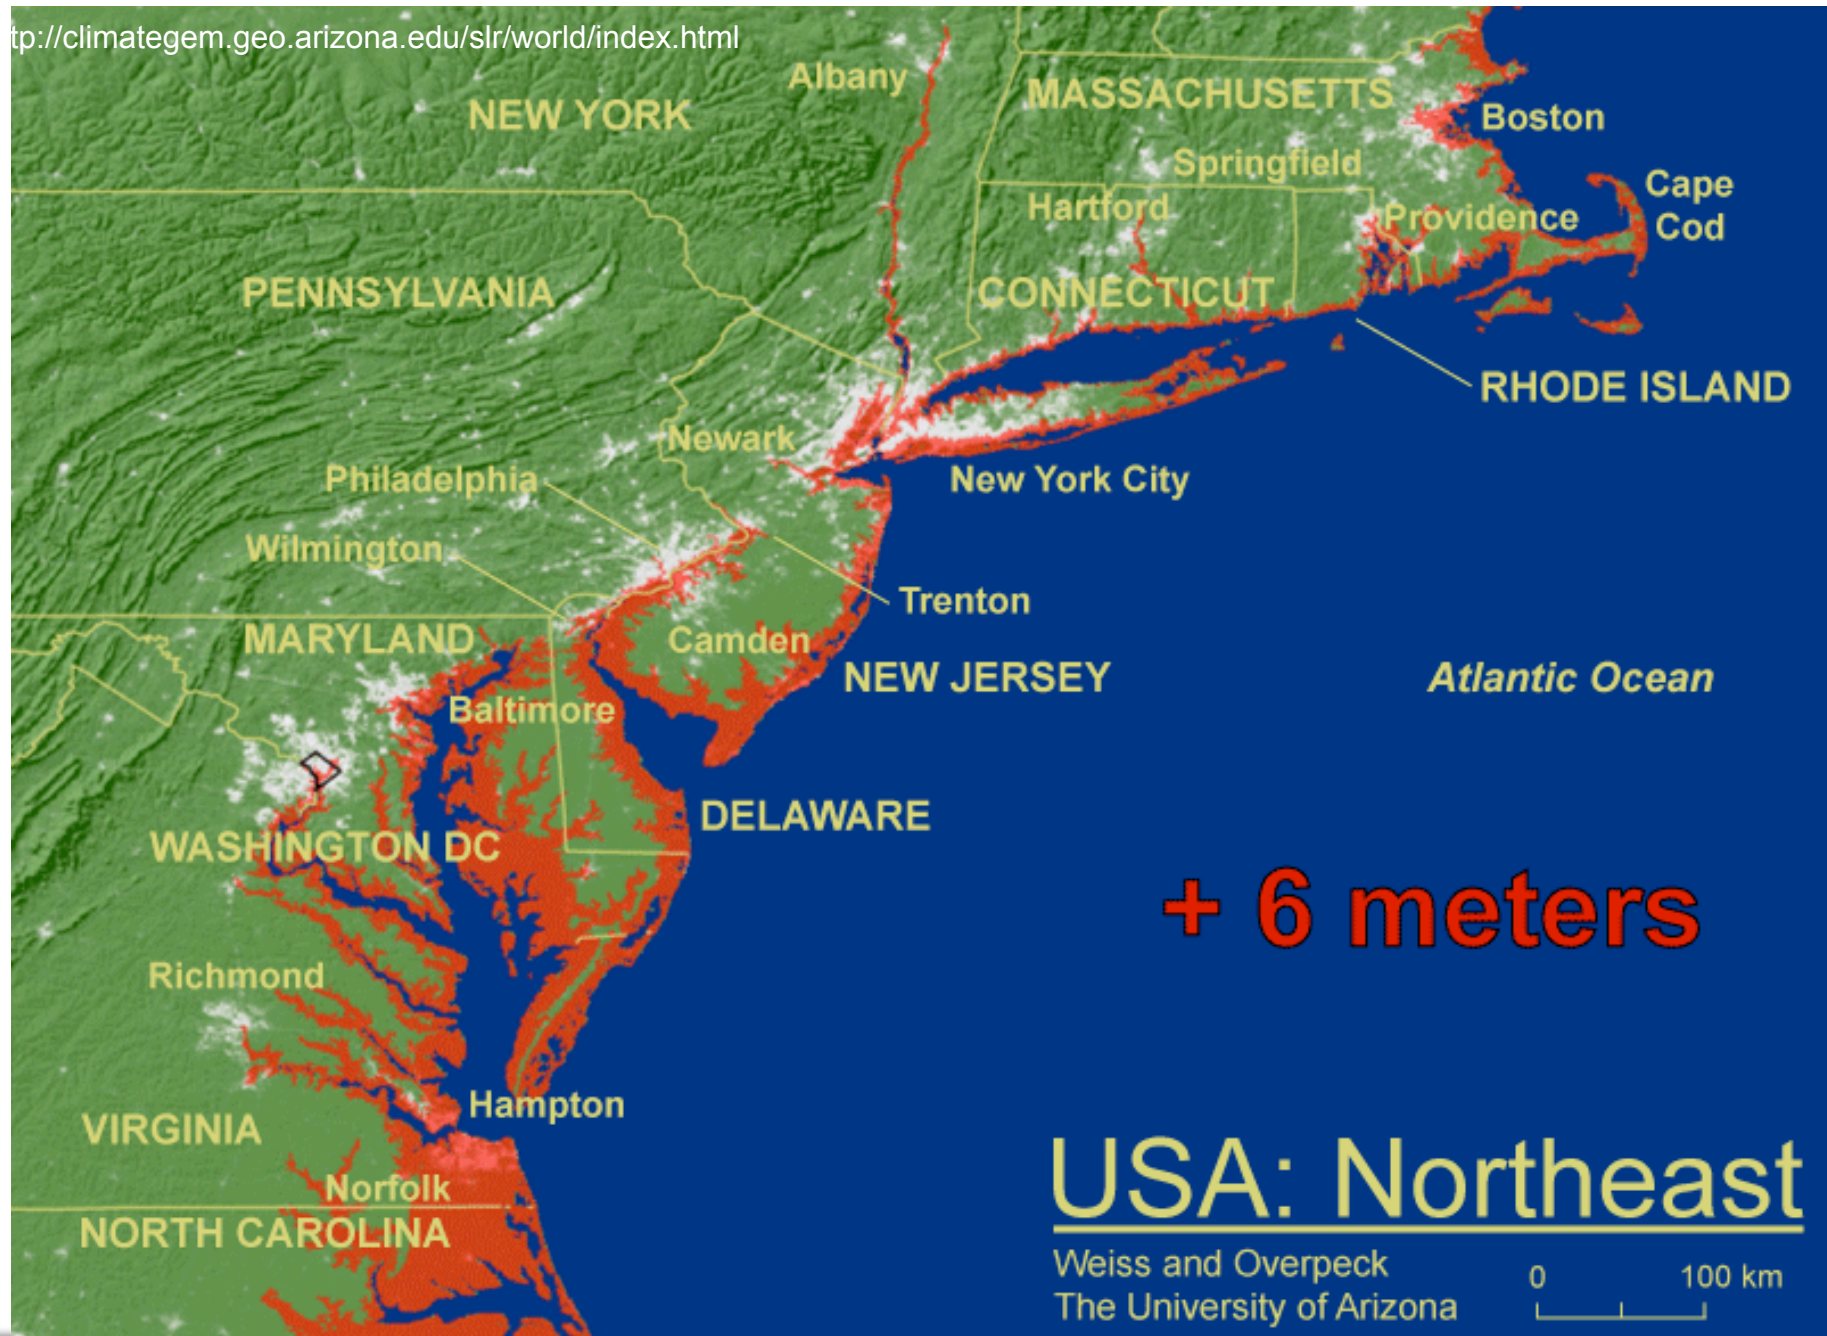 tp://climategem.geo.arizona.edu/slr/world/index.html
Albany
NEW YORK
MASSACHUSETTS
Boston
Springfield
Cape
Cod
Hartford
Providence
PENNSYLVANIA
CONNECTICUT
RHODE ISLAND
Newark
Philadelphia
New York City
Wilmington
Trenton
MARYLAND
Camden
NEW JERSEY
Atlantic Ocean
Baltimore
DELAWARE
WASHINGTON DC
+ 6 meters
Richmond
Hampton
VIRGINIA
Norfolk
NORTH CAROLINA
USA: Northeast
Weiss and Overpeck
The University of Arizona
0 100 km